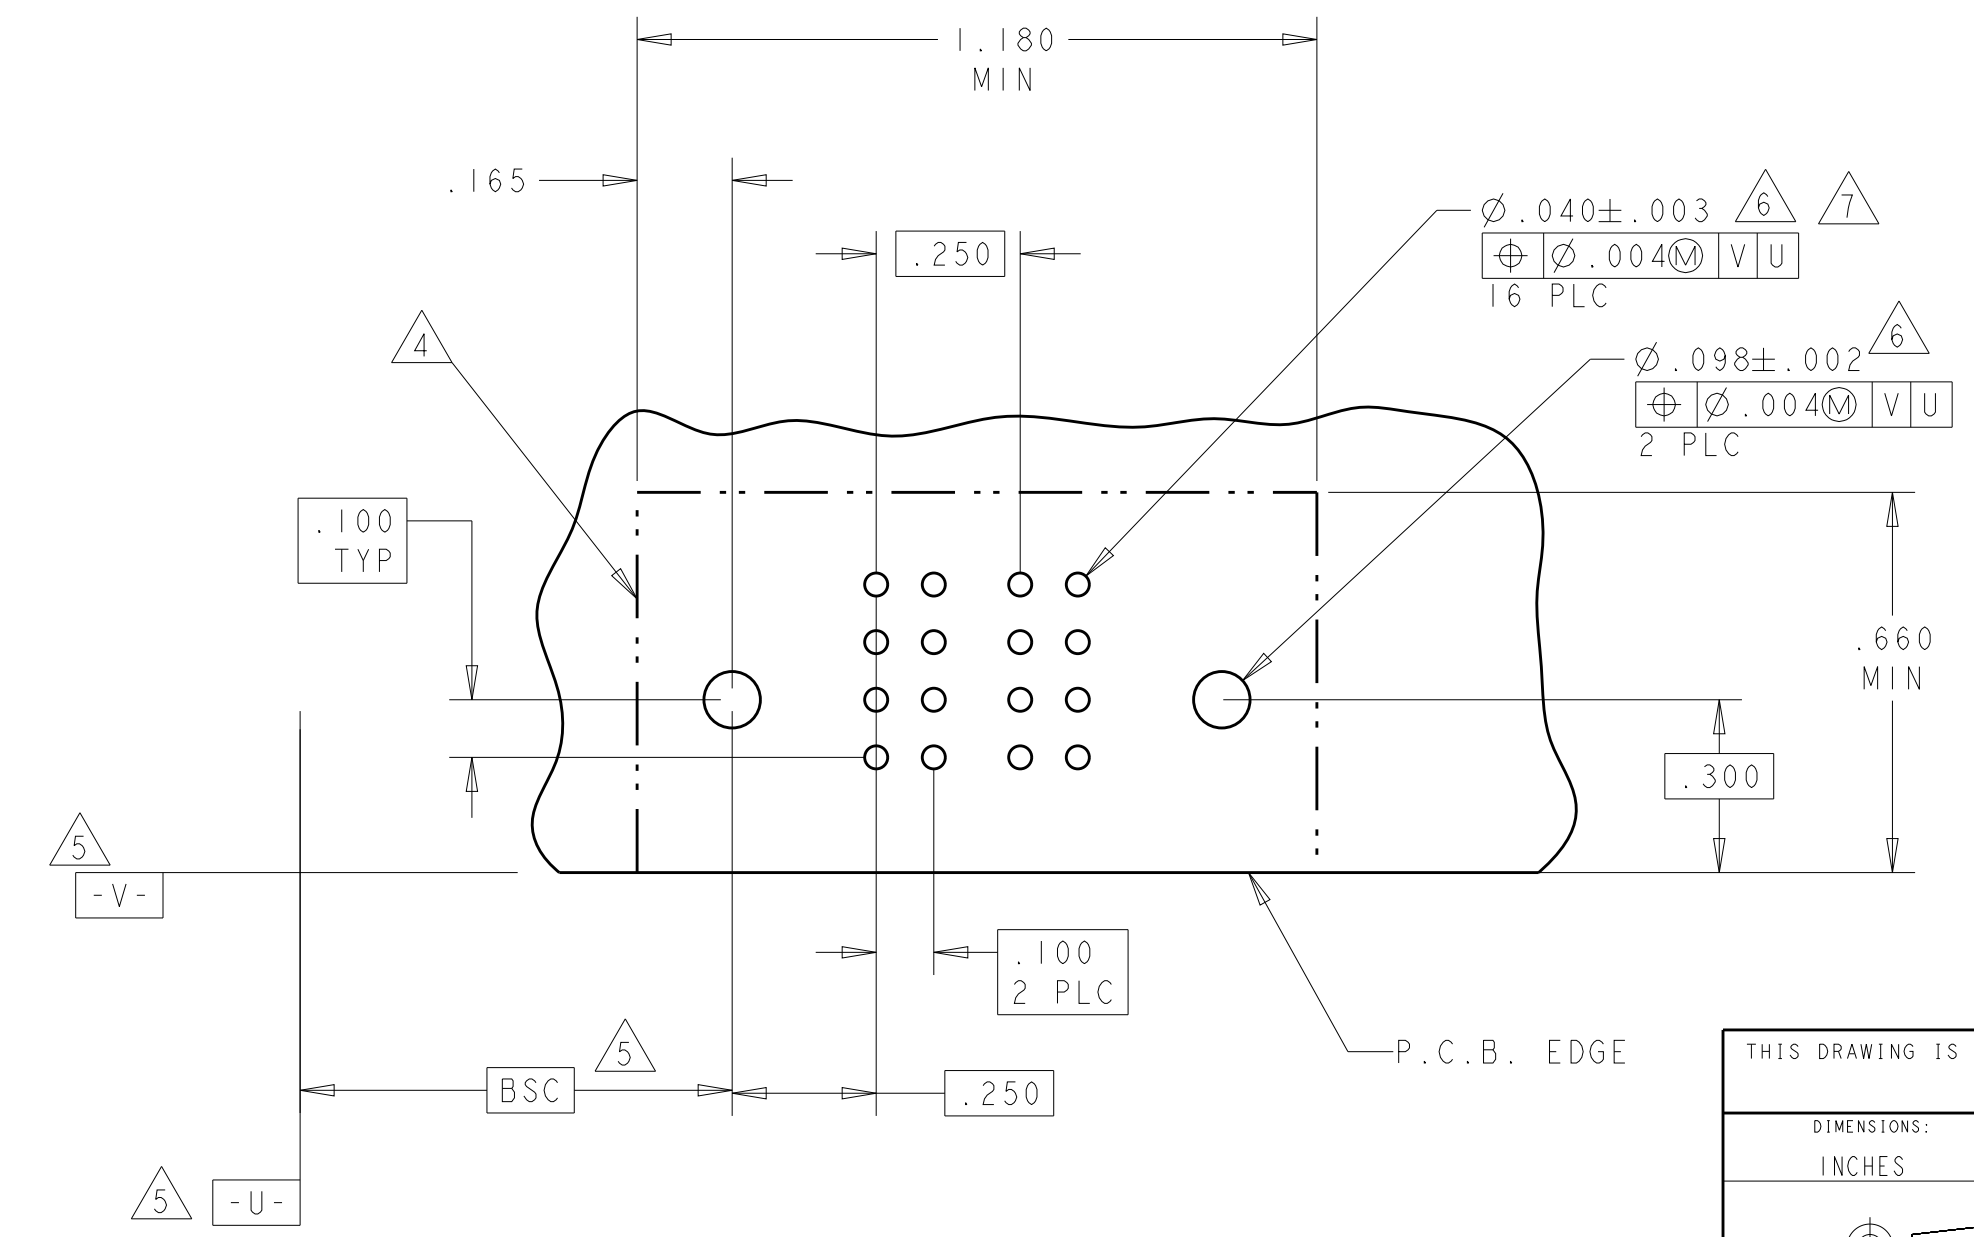 1.180
MIN
.165
.250
Ø.040±.003 6 7
⌖ Ø.004Ⓜ V U
16 PLC
4
6
Ø.098±.002
⌖ Ø.004Ⓜ V U
2 PLC
.100
TYP
.660
MIN
.300
5
-V-
.100
2 PLC
5
BSC
.250
P.C.B. EDGE
5
-U-
THIS DRAWING IS
DIMENSIONS:
INCHES